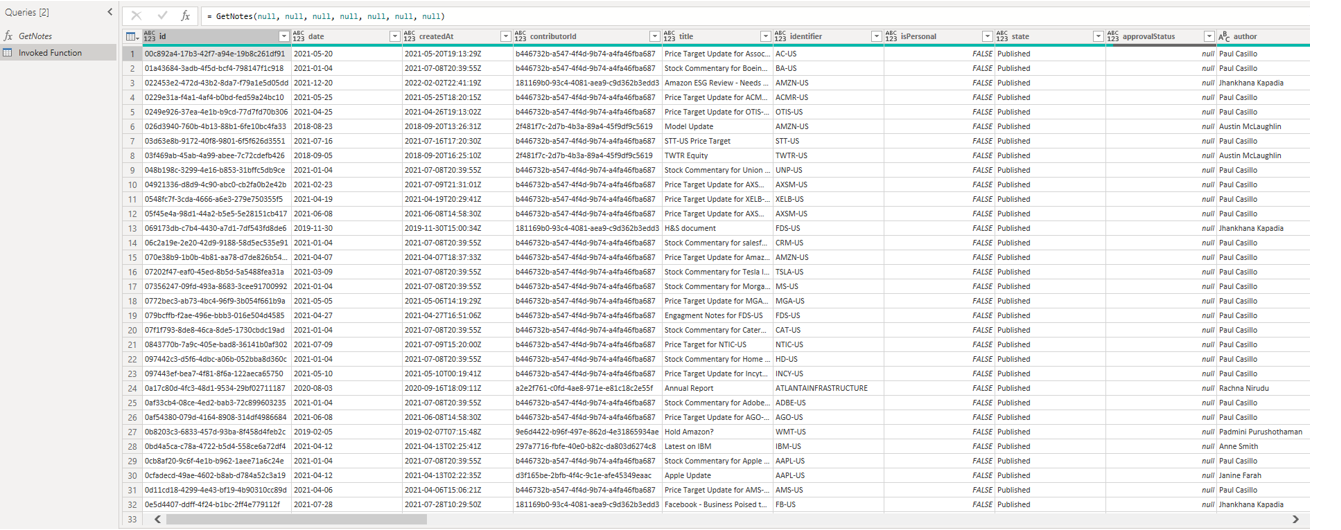 Queries [2]
= GetNotes(null, null, null, null, null, null, null)
GetNotes
Invoked Function
id date createdAt contributorId title identifier isPersonal state approvalStatus author
1 00c892a4-17b3-42f7-a94e-19b8c261df91 2021-05-20 2021-05-20T19:13:29Z b446732b-a547-4f4d-9b74-a4fa46fba687 Price Target Update for Assoc... AC-US FALSE Published null Paul Casillo
2 01a43684-3adb-4f5d-bcf4-798147f1c918 2021-01-04 2021-07-08T20:39:55Z b446732b-a547-4f4d-9b74-a4fa46fba687 Stock Commentary for Boein... BA-US FALSE Published null Paul Casillo
3 022453e2-472d-43b2-8da7-f79a1e5d05dd 2021-12-20 2022-02-02T22:41:19Z 181169b0-93c4-4081-aea9-c9d362b3edd3 Amazon ESG Review - Needs ... AMZN-US FALSE Published null Jhankhana Kapadia
4 0229e31a-f4a1-4af4-b0bd-fed59a24bc10 2021-05-25 2021-05-25T18:20:15Z b446732b-a547-4f4d-9b74-a4fa46fba687 Price Target Update for ACM... ACMR-US FALSE Published null Paul Casillo
5 0249e926-37ea-4e1b-b9cd-77d7fd70b306 2021-04-25 2021-04-26T19:13:02Z b446732b-a547-4f4d-9b74-a4fa46fba687 Price Target Update for OTIS-... OTIS-US FALSE Published null Paul Casillo
6 026d3940-760b-4b13-88b1-6fe10bc4fa33 2018-08-23 2018-09-20T13:26:31Z 2f481f7c-2d7b-4b3a-89a4-45f9df9c5619 Model Update AMZN-US FALSE Published null Austin McLaughlin
7 03d63e8b-9172-40f8-9801-6f5f626d3551 2021-07-16 2021-07-16T17:20:30Z b446732b-a547-4f4d-9b74-a4fa46fba687 STT-US Price Target STT-US FALSE Published null Paul Casillo
8 03f469ab-45ab-4a99-abee-7c72cdefb426 2018-09-05 2018-09-20T16:25:10Z 2f481f7c-2d7b-4b3a-89a4-45f9df9c5619 TWTR Equity TWTR-US FALSE Published null Austin McLaughlin
9 048b198c-3299-4e16-b853-31bffc5db9ce 2021-01-04 2021-07-08T20:39:55Z b446732b-a547-4f4d-9b74-a4fa46fba687 Stock Commentary for Union ... UNP-US FALSE Published null Paul Casillo
10 04921336-d8d9-4c90-abc0-cb2fa0b2e42b 2021-02-23 2021-07-09T21:31:01Z b446732b-a547-4f4d-9b74-a4fa46fba687 Price Target Update for AXS... AXSM-US FALSE Published null Paul Casillo
11 0548fc7f-3cda-4666-a6e3-279e750355f5 2021-04-19 2021-04-19T20:29:41Z b446732b-a547-4f4d-9b74-a4fa46fba687 Price Target Update for XELB-... XELB-US FALSE Published null Paul Casillo
12 05f45e4a-98d1-44a2-b5e5-5e28151cb417 2021-06-08 2021-06-08T14:58:30Z b446732b-a547-4f4d-9b74-a4fa46fba687 Price Target Update for AXS... AXSM-US FALSE Published null Paul Casillo
13 069173db-c7b4-4430-a7d1-7df543fd8de6 2019-11-30 2019-11-30T15:00:34Z 181169b0-93c4-4081-aea9-c9d362b3edd3 H&S document FDS-US FALSE Published null Jhankhana Kapadia
14 06c2a19e-2e20-42d9-9188-58d5ec535e91 2021-01-04 2021-07-08T20:39:55Z b446732b-a547-4f4d-9b74-a4fa46fba687 Stock Commentary for salesf... CRM-US FALSE Published null Paul Casillo
15 070e38b9-1b0b-4b81-aa78-d7de826b54... 2021-04-07 2021-04-07T18:37:33Z b446732b-a547-4f4d-9b74-a4fa46fba687 Price Target Update for Amaz... AMZN-US FALSE Published null Paul Casillo
16 07202f47-eaf0-45ed-8b5d-5a5488fea31a 2021-03-09 2021-07-08T20:39:55Z b446732b-a547-4f4d-9b74-a4fa46fba687 Stock Commentary for Tesla I... TSLA-US FALSE Published null Paul Casillo
17 07356247-09fd-493a-8683-3cee91700992 2021-01-04 2021-07-08T20:39:55Z b446732b-a547-4f4d-9b74-a4fa46fba687 Stock Commentary for Morga... MS-US FALSE Published null Paul Casillo
18 0772bec3-ab73-4bc4-96f9-3b054f661b9a 2021-05-05 2021-05-06T14:19:29Z b446732b-a547-4f4d-9b74-a4fa46fba687 Price Target Update for MGA... MGA-US FALSE Published null Paul Casillo
19 079bcffb-f2ae-496e-bbb3-016e504d4585 2021-04-27 2021-04-27T16:51:06Z b446732b-a547-4f4d-9b74-a4fa46fba687 Engagment Notes for FDS-US FDS-US FALSE Published null Paul Casillo
20 07f1f793-8de8-46ca-8de5-1730cbdc19ad 2021-01-04 2021-07-08T20:39:55Z b446732b-a547-4f4d-9b74-a4fa46fba687 Stock Commentary for Cater... CAT-US FALSE Published null Paul Casillo
21 0843770b-7a9c-405e-bad8-36141b0af302 2021-07-09 2021-07-09T15:20:00Z b446732b-a547-4f4d-9b74-a4fa46fba687 Price Target for NTIC-US NTIC-US FALSE Published null Paul Casillo
22 097442c3-d5f6-4dbc-a06b-052bba8d360c 2021-01-04 2021-07-08T20:39:55Z b446732b-a547-4f4d-9b74-a4fa46fba687 Stock Commentary for Home ... HD-US FALSE Published null Paul Casillo
23 097443ef-bea7-4f81-8f6a-122aeca65750 2021-05-10 2021-05-10T00:19:41Z b446732b-a547-4f4d-9b74-a4fa46fba687 Price Target Update for Incyt... INCY-US FALSE Published null Paul Casillo
24 0a17c80d-4fc3-48d1-9534-29bf02711187 2020-08-03 2020-09-16T18:09:11Z a2e2f761-c0fd-4ae8-971e-e81c18c2e55f Annual Report ATLANTAINFRASTRUCTURE FALSE Published null Rachna Nirudu
25 0af33cb4-08ce-4ed2-bab3-72c899603235 2021-01-04 2021-07-08T20:39:55Z b446732b-a547-4f4d-9b74-a4fa46fba687 Stock Commentary for Adobe... ADBE-US FALSE Published null Paul Casillo
26 0af54380-079d-4164-8908-314df4986684 2021-06-08 2021-06-08T14:58:30Z b446732b-a547-4f4d-9b74-a4fa46fba687 Price Target Update for AGO-... AGO-US FALSE Published null Paul Casillo
27 0b8203c3-6833-457d-93ba-8f458d4feb2c 2019-02-05 2019-02-07T07:15:48Z 9e6d4422-b96f-497e-862d-4e31865934ae Hold Amazon? WMT-US FALSE Published null Padmini Purushothaman
28 0bd4a5ca-c78a-4722-b5d4-558ce6a72df4 2021-04-12 2021-04-13T02:25:41Z 297a7716-fbfe-40e0-b82c-da803d6274c8 Latest on IBM IBM-US FALSE Published null Anne Smith
29 0cb8af20-9c6f-4e1b-b962-1aee71a6c24e 2021-01-04 2021-07-08T20:39:55Z b446732b-a547-4f4d-9b74-a4fa46fba687 Stock Commentary for Apple ... AAPL-US FALSE Published null Paul Casillo
30 0cfadecd-49ae-4602-b8ab-d784a52c3a19 2021-04-12 2021-04-13T02:22:35Z d3f165be-2bfb-4f4c-9c1e-afe45349eaac Apple Update AAPL-US FALSE Published null Janine Farah
31 0d11cd18-4299-4e43-bf19-4b90310cc89d 2021-04-06 2021-04-06T15:06:21Z b446732b-a547-4f4d-9b74-a4fa46fba687 Price Target Update for AMS-... AMS-US FALSE Published null Paul Casillo
32 0e5d4407-ddff-4f24-b1bc-2ff4e779112f 2021-07-28 2021-07-28T10:29:50Z 181169b0-93c4-4081-aea9-c9d362b3edd3 Facebook - Business Poised t... FB-US FALSE Published null Jhankhana Kapadia
33